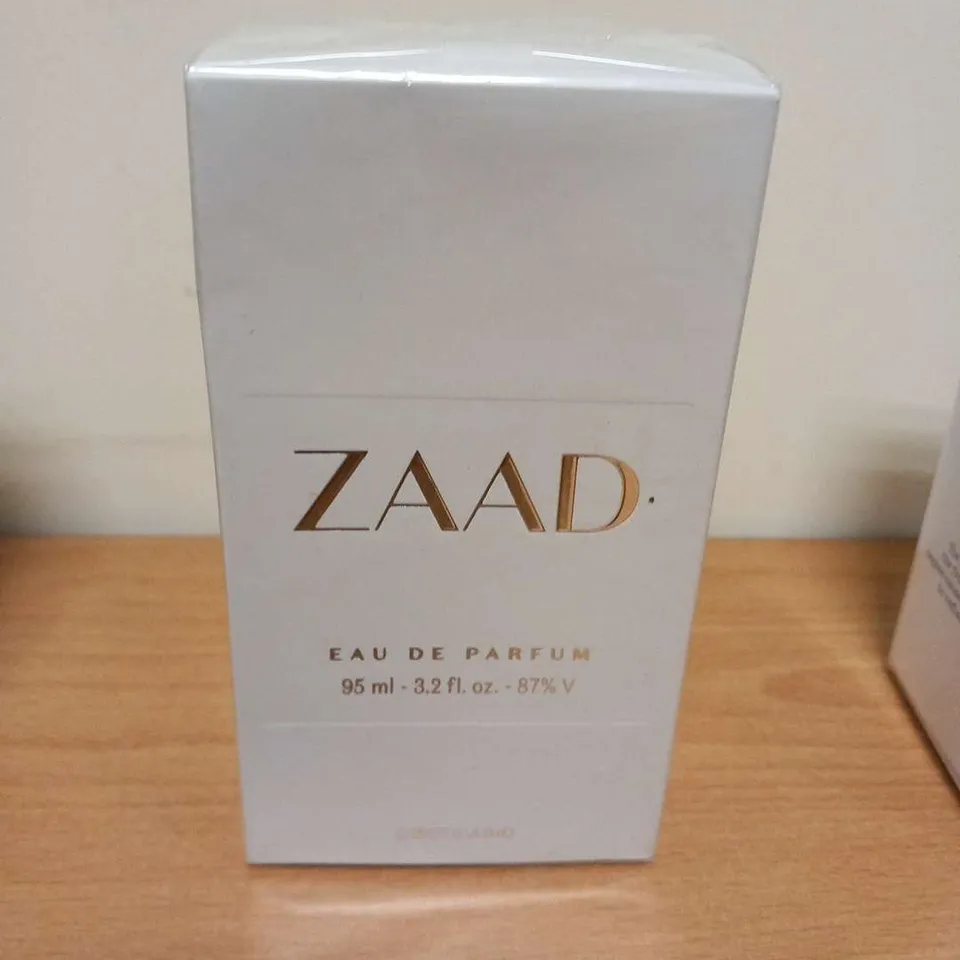 ZAAD
EAU DE PARFUM
95 ml - 3.2 fl. oz. - 87% V